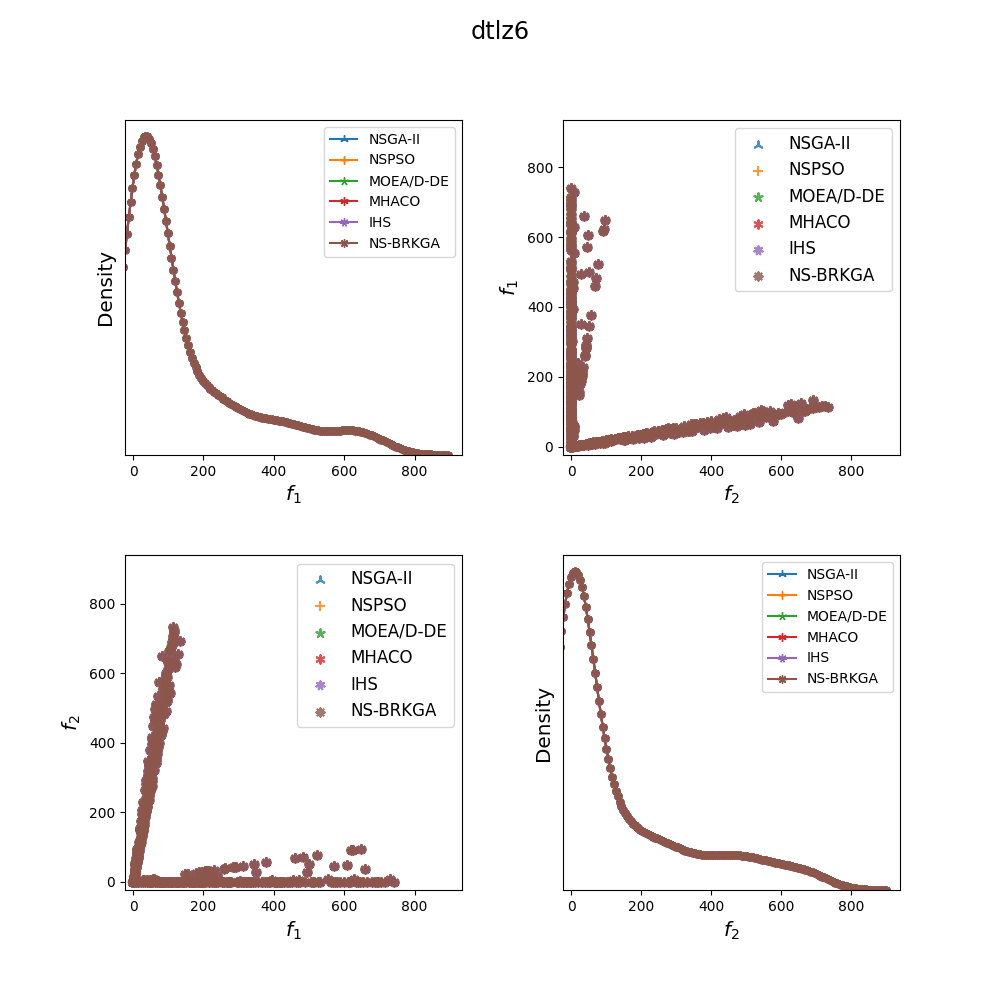 dtlz6
NSGA-II
NSPSO
MOEA/D-DE
MHACO
IHS
NS-BRKGA
Density
0 200 400 600 800
f1
NSGA-II
NSPSO
MOEA/D-DE
MHACO
IHS
NS-BRKGA
800
600
400
200
0
f1
0 200 400 600 800
f2
NSGA-II
NSPSO
MOEA/D-DE
MHACO
IHS
NS-BRKGA
800
600
400
200
0
f2
0 200 400 600 800
f1
NSGA-II
NSPSO
MOEA/D-DE
MHACO
IHS
NS-BRKGA
Density
0 200 400 600 800
f2